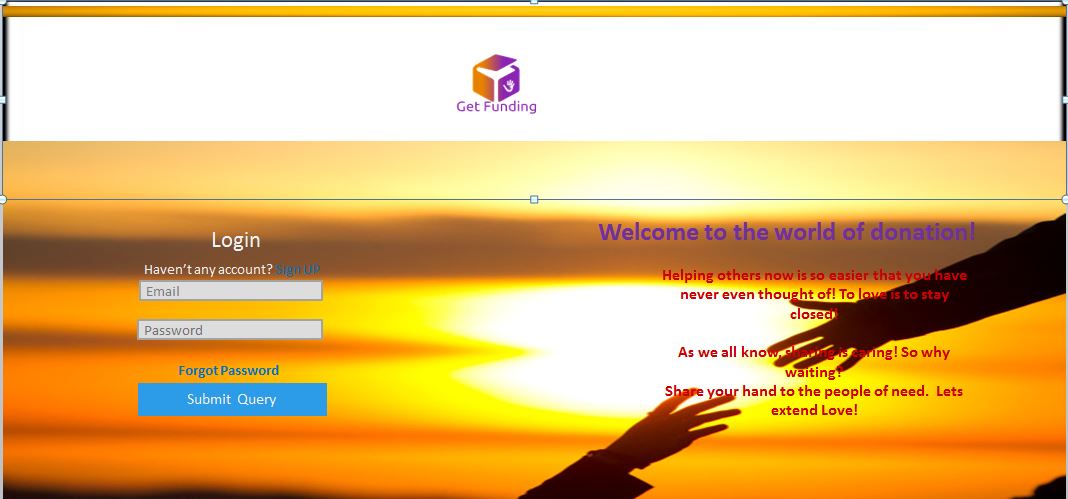 Get Funding
Login
Haven't any account? Sign UP
Email
Password
Forgot Password
Submit Query
Welcome to the world of donation!
Helping others now is so easier that you have
never even thought of! To love is to stay
closed!
As we all know, sharing is caring! So why
waiting?
Share your hand to the people of need. Lets
extend Love!